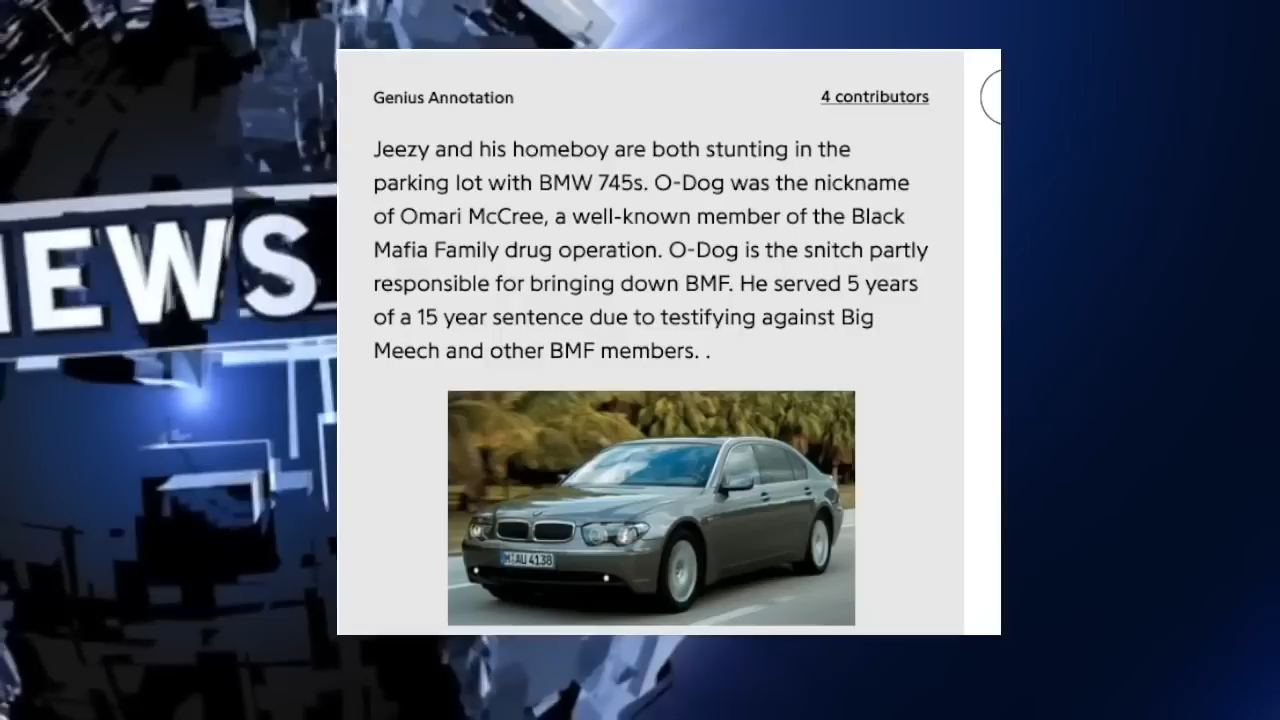 NEWS
Genius Annotation
4 contributors
Jeezy and his homeboy are both stunting in the
parking lot with BMW 745s. O-Dog was the nickname
of Omari McCree, a well-known member of the Black
Mafia Family drug operation. O-Dog is the snitch partly
responsible for bringing down BMF. He served 5 years
of a 15 year sentence due to testifying against Big
Meech and other BMF members. .
M:AU 4138